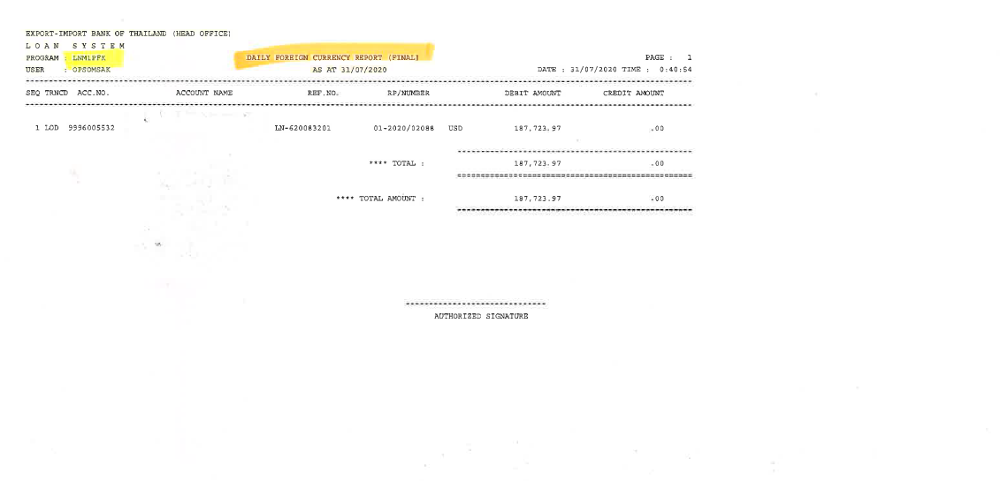 EXPORT-IMPORT BANK OF THAILAND (HEAD OFFICE)
L O A N   S Y S T E M
PROGRAM : LNM1PFK   DAILY FOREIGN CURRENCY REPORT (FINAL)   PAGE : 1
USER : OPSOMSAK   AS AT 31/07/2020   DATE : 31/07/2020 TIME : 0:40:54
SEQ TRNCD ACC.NO.   ACCOUNT NAME   REF.NO.   RP/NUMBER   DEBIT AMOUNT   CREDIT AMOUNT
1 LOD 9996005532   LN-620083201   01-2020/02088 USD   187,723.97   .00
**** TOTAL :   187,723.97   .00
**** TOTAL AMOUNT :   187,723.97   .00
AUTHORIZED SIGNATURE